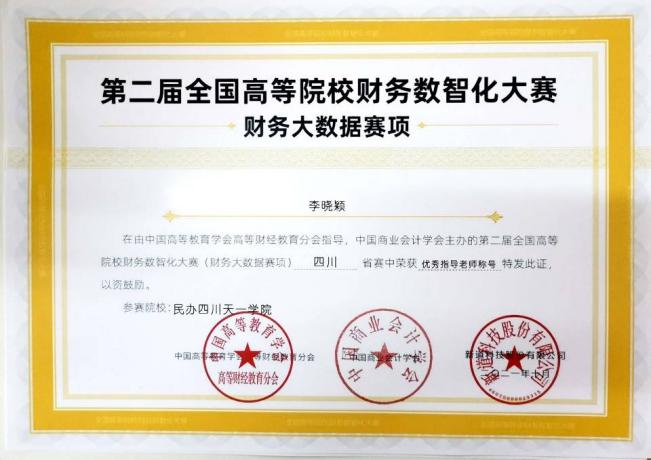 第二届全国高等院校财务数智化大赛
财务大数据赛项
李晓颖
在由中国高等教育学会高等财经教育分会指导，中国商业会计学会主办的第二届全国高等
院校财务数智化大赛（财务大数据赛项） 四川 省赛中荣获 优秀指导老师称号 特发此证，
以资鼓励。
参赛院校：民办四川天一学院
中国高等教育学会高等财经教育分会 中国商业会计学会 新道科技股份有限公司
二〇二一年十月
中国高等教育学会
高等财经教育分会
中国商业会计学会
新道科技股份有限公司